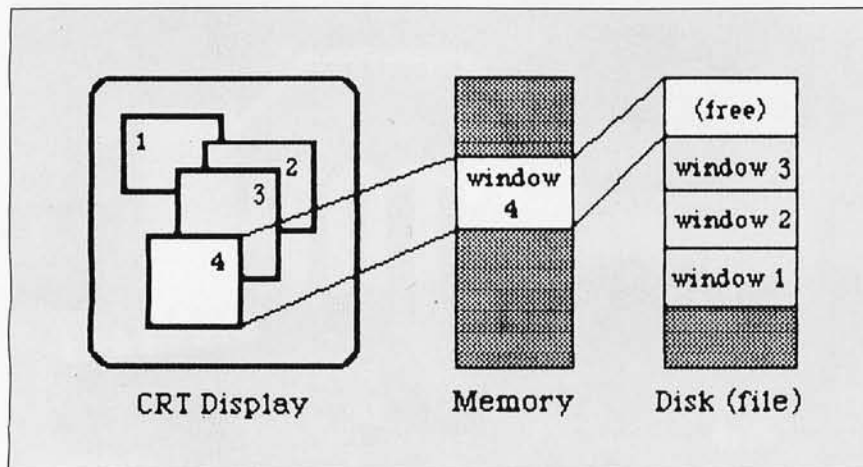 1
2
3
4
window
4
(free)
window 3
window 2
window 1
CRT Display
Memory
Disk (file)